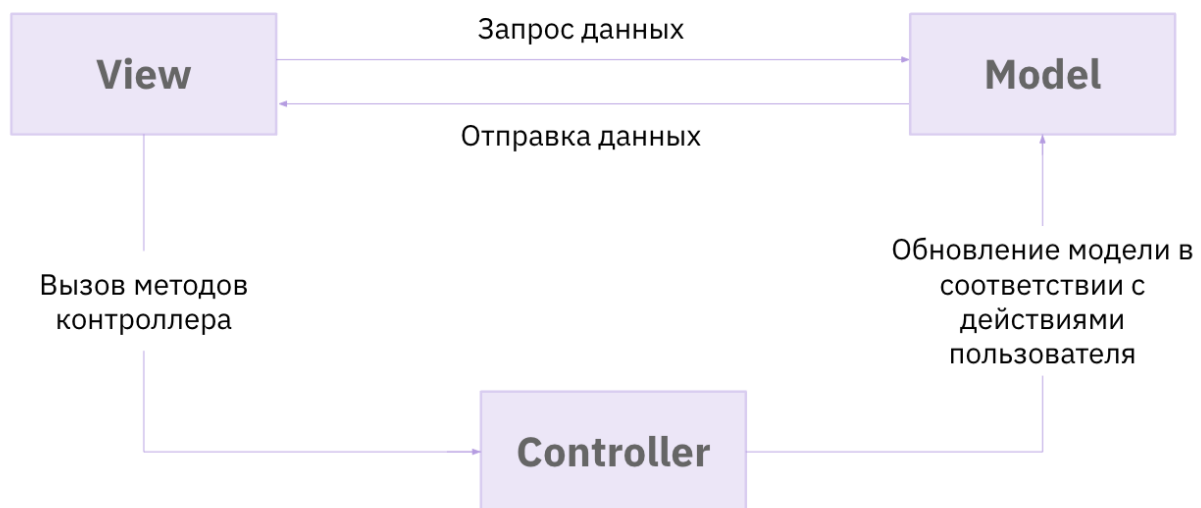 Запрос данных
View
Model
Отправка данных
Вызов методов
контроллера
Обновление модели в
соответствии с
действиями
пользователя
Controller